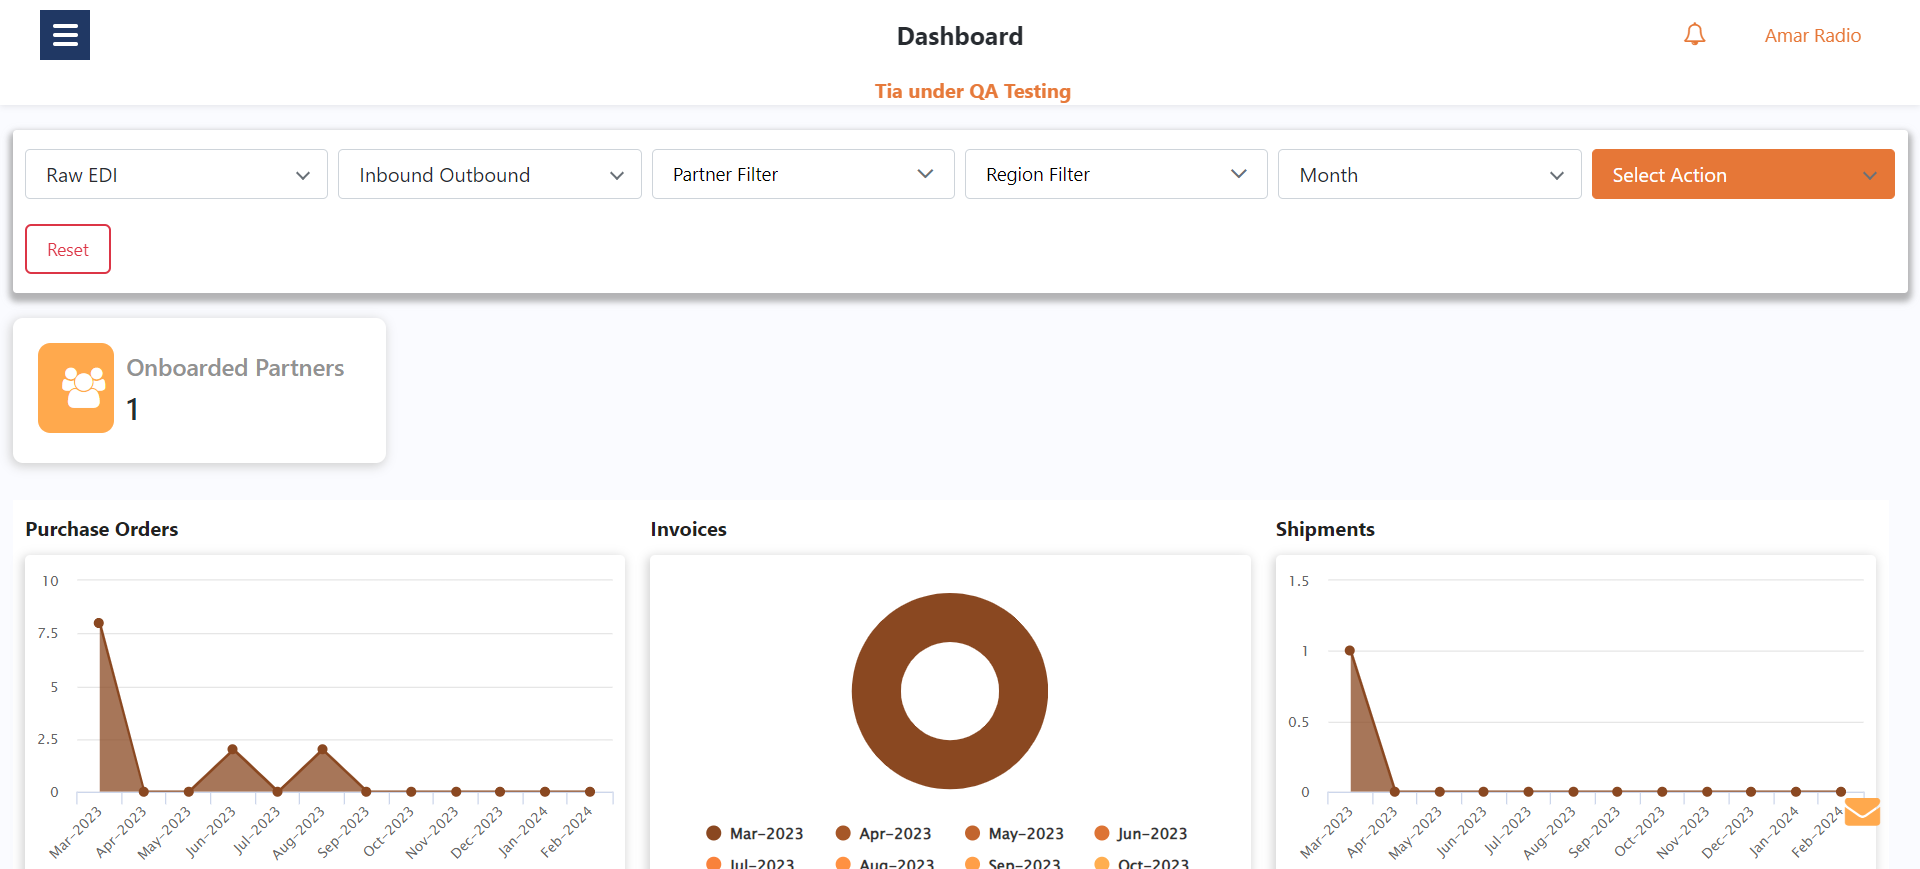 Dashboard
Amar Radio
Tia under QA Testing
Raw EDI
Inbound Outbound
Partner Filter
Region Filter
Month
Select Action
Reset
Onboarded Partners
1
Purchase Orders
10
7.5
5
2.5
0
Mar-2023
Apr-2023
May-2023
Jun-2023
Jul-2023
Aug-2023
Sep-2023
Oct-2023
Nov-2023
Dec-2023
Jan-2024
Feb-2024
Invoices
Mar-2023
Apr-2023
May-2023
Jun-2023
Jul-2023
Aug-2023
Sep-2023
Oct-2023
Shipments
1.5
1
0.5
0
Mar-2023
Apr-2023
May-2023
Jun-2023
Jul-2023
Aug-2023
Sep-2023
Oct-2023
Nov-2023
Dec-2023
Jan-2024
Feb-2024